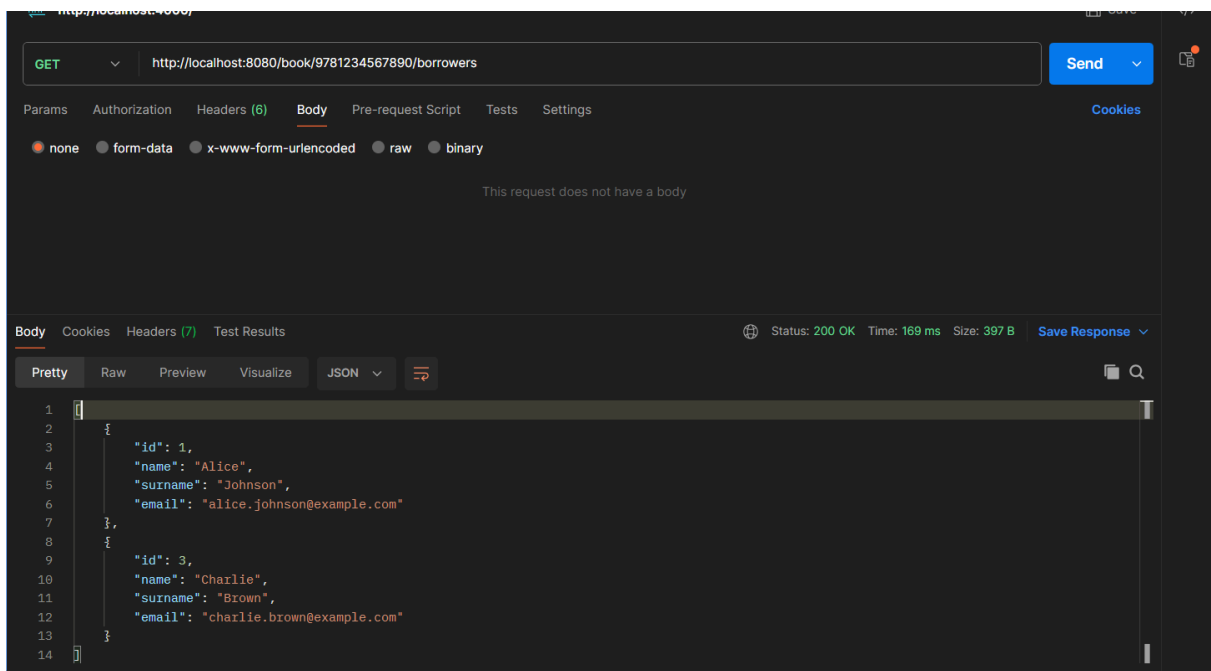 http://localhost:4000/
Save
GET
http://localhost:8080/book/9781234567890/borrowers
Send
Params Authorization Headers (6) Body Pre-request Script Tests Settings Cookies
none form-data x-www-form-urlencoded raw binary
This request does not have a body
Body Cookies Headers (7) Test Results Status: 200 OK Time: 169 ms Size: 397 B Save Response
Pretty Raw Preview Visualize JSON
1 [
2 {
3 "id": 1,
4 "name": "Alice",
5 "surname": "Johnson",
6 "email": "alice.johnson@example.com"
7 },
8 {
9 "id": 3,
10 "name": "Charlie",
11 "surname": "Brown",
12 "email": "charlie.brown@example.com"
13 }
14 ]